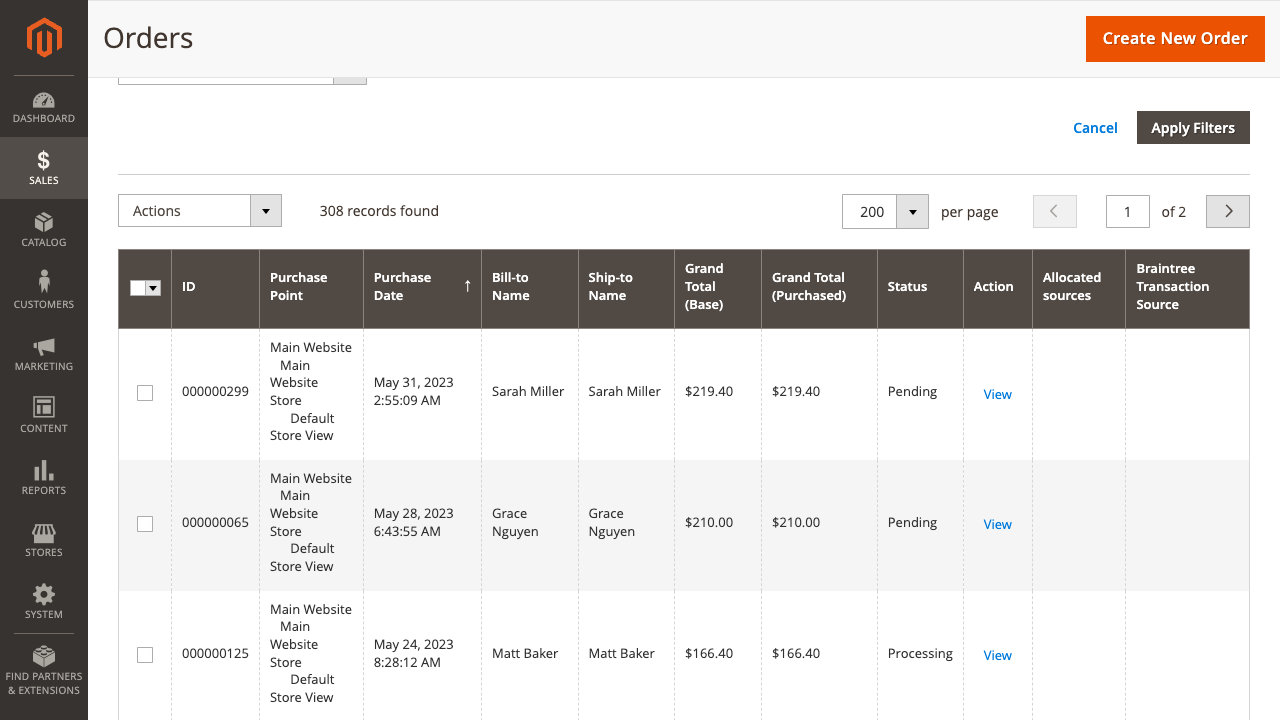 Orders
Create New Order
DASHBOARD
SALES
CATALOG
CUSTOMERS
MARKETING
CONTENT
REPORTS
STORES
SYSTEM
FIND PARTNERS
& EXTENSIONS
Cancel
Apply Filters
Actions
308 records found
200
per page
1
of 2
ID
Purchase
Point
Purchase
Date
↑
Bill-to
Name
Ship-to
Name
Grand
Total
(Base)
Grand Total
(Purchased)
Status
Action
Allocated
sources
Braintree
Transaction
Source
000000299
Main Website
Main
Website
Store
Default
Store View
May 31, 2023
2:55:09 AM
Sarah Miller
Sarah Miller
$219.40
$219.40
Pending
View
000000065
Main Website
Main
Website
Store
Default
Store View
May 28, 2023
6:43:55 AM
Grace
Nguyen
Grace
Nguyen
$210.00
$210.00
Pending
View
000000125
Main Website
Main
Website
Store
Default
Store View
May 24, 2023
8:28:12 AM
Matt Baker
Matt Baker
$166.40
$166.40
Processing
View